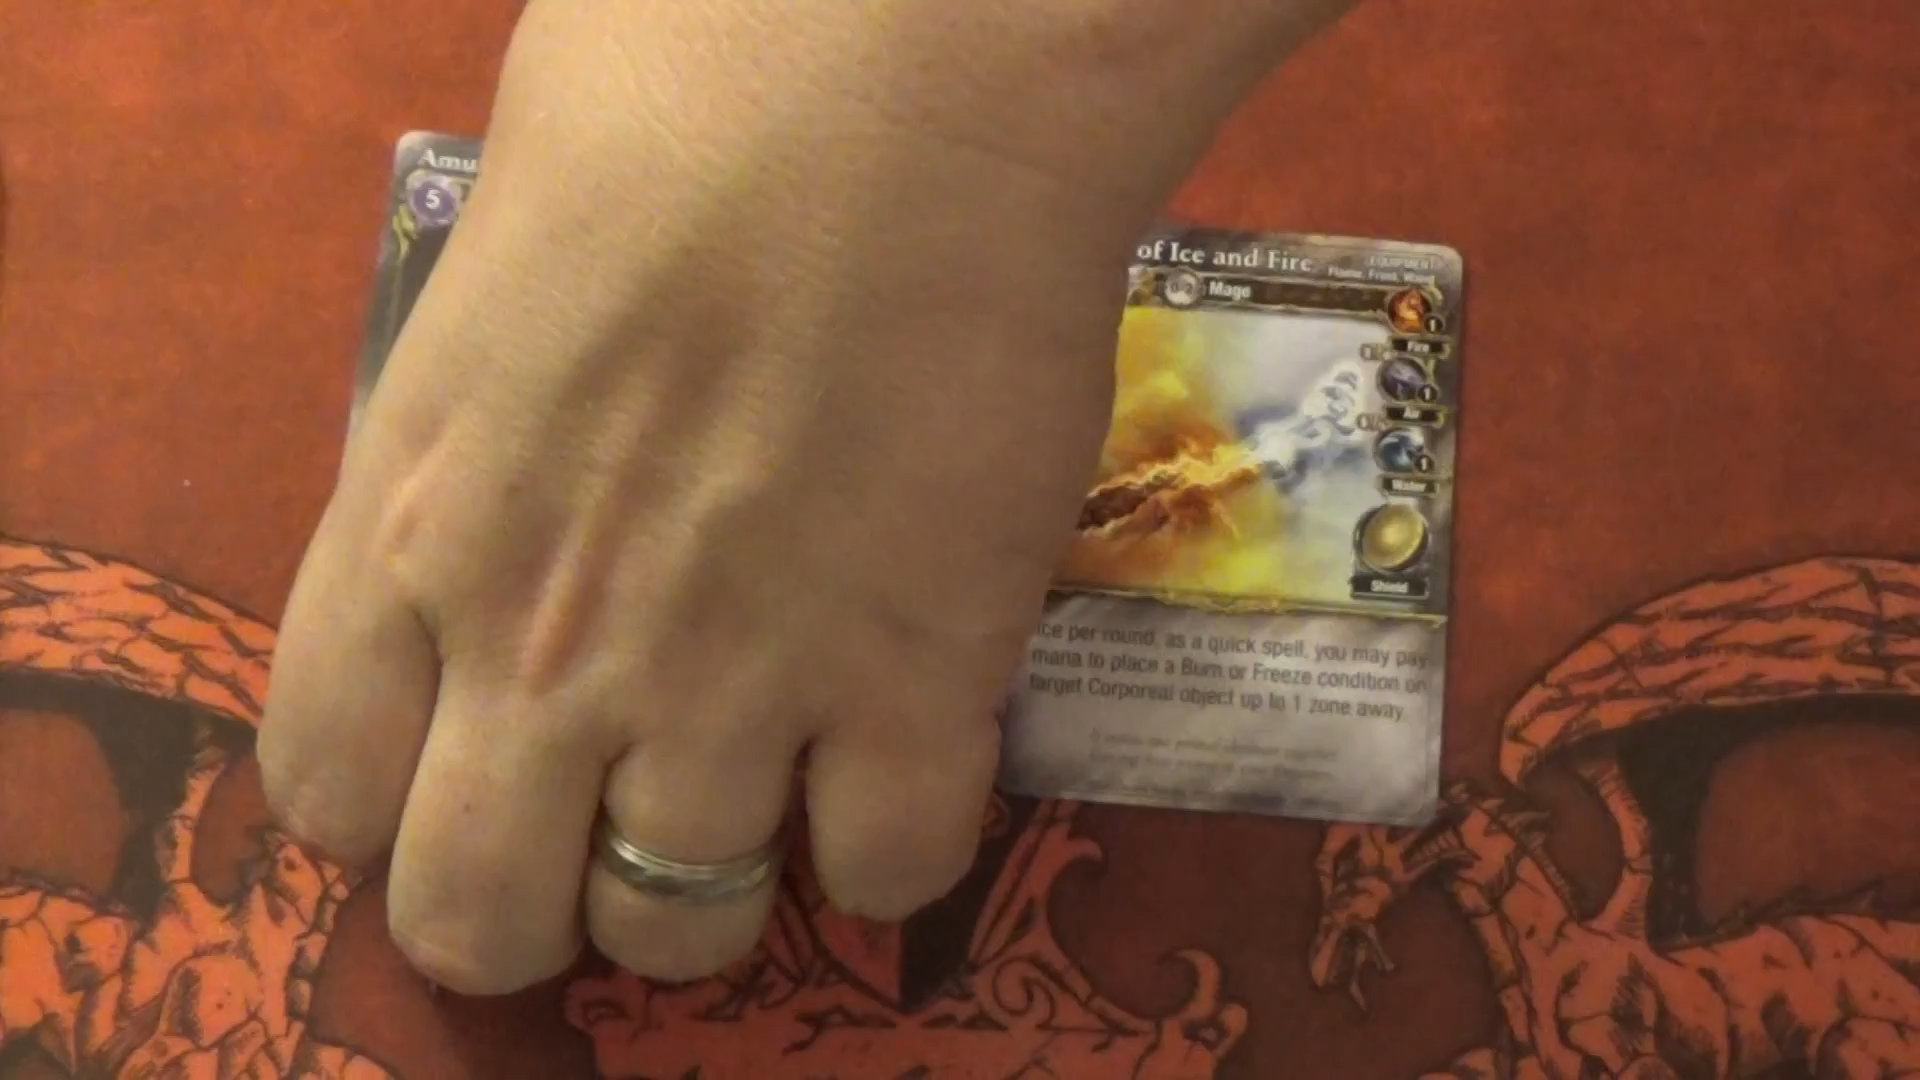 Amu
5
of Ice and Fire
EQUIPMENT
Flame, Frost, Wand
0-2 Mage
1
Fire
1
Air
1
Water
Shield
ice per round, as a quick spell, you may pay
mana to place a Burn or Freeze condition on
target Corporeal object up to 1 zone away